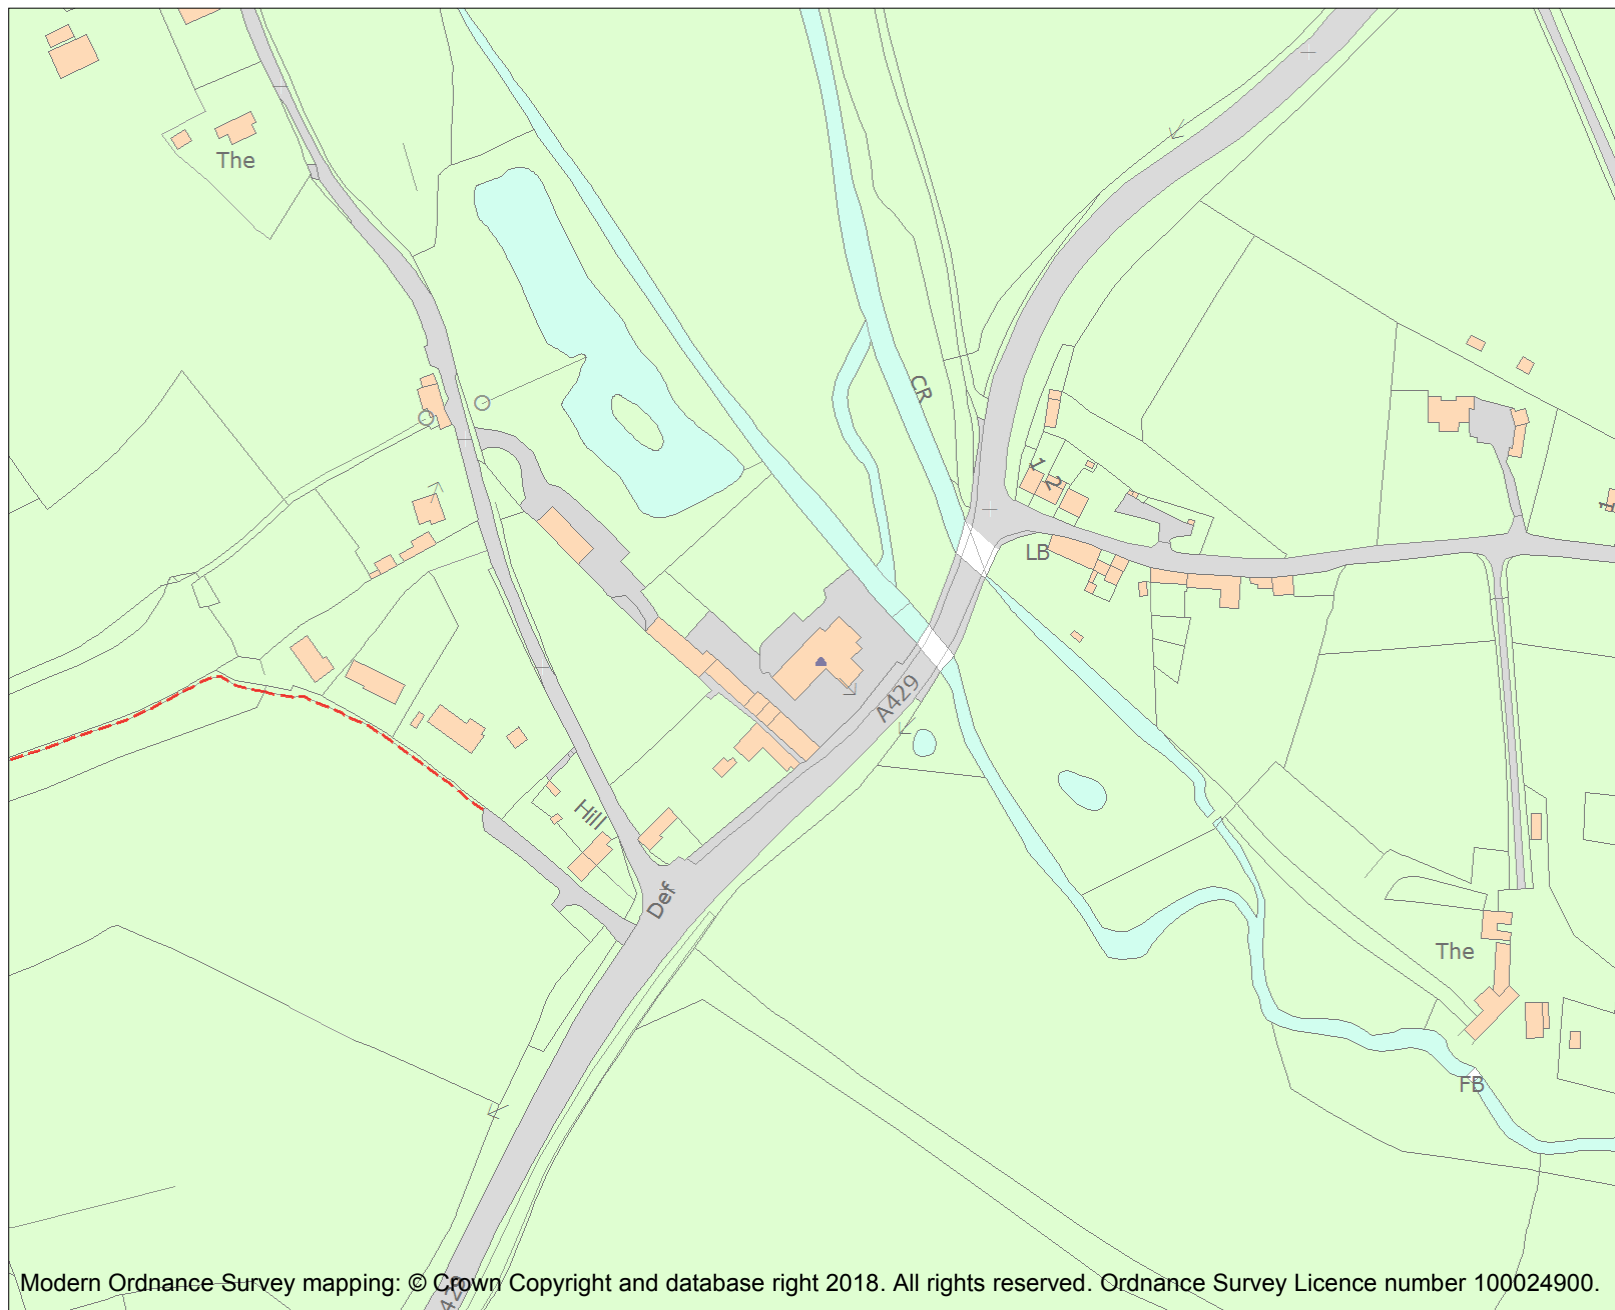 The
CR
1
2
LB
1
A429
Hill
Def
The
FB
Modern Ordnance Survey mapping: © Crown Copyright and database right 2018. All rights reserved. Ordnance Survey Licence number 100024900.